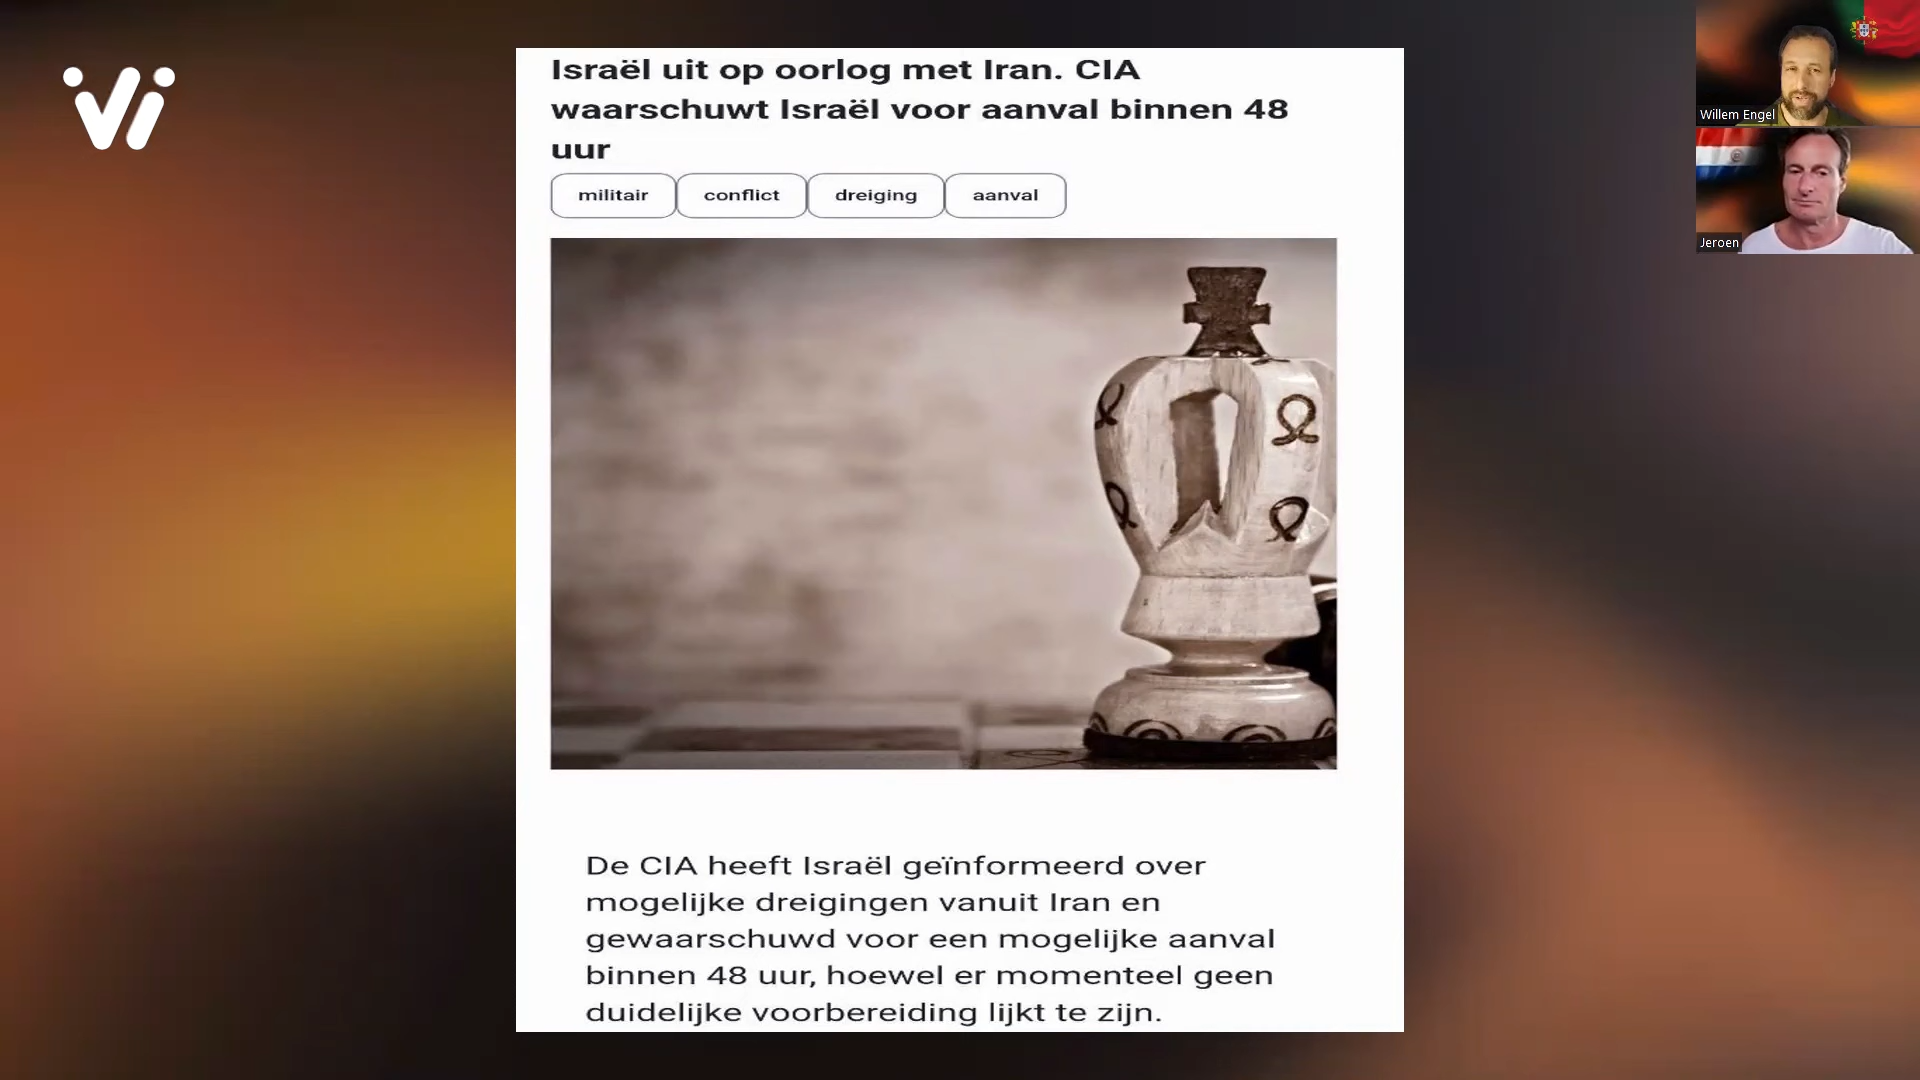 Israël uit op oorlog met Iran. CIA
waarschuwt Israël voor aanval binnen 48
uur
militair
conflict
dreiging
aanval
De CIA heeft Israël geïnformeerd over
mogelijke dreigingen vanuit Iran en
gewaarschuwd voor een mogelijke aanval
binnen 48 uur, hoewel er momenteel geen
duidelijke voorbereiding lijkt te zijn.
Willem Engel
Jeroen